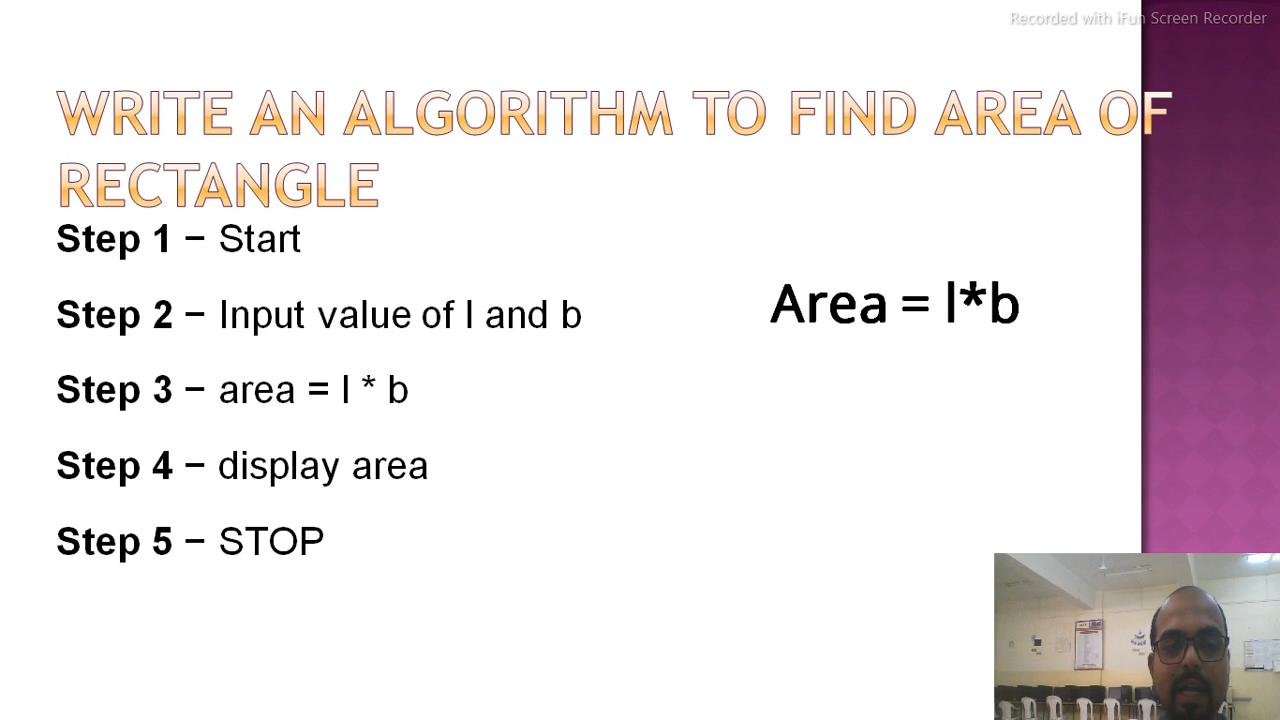 Recorded with iFun Screen Recorder
WRITE AN ALGORITHM TO FIND AREA OF
RECTANGLE
Step 1 − Start
Step 2 − Input value of l and b
Area = l*b
Step 3 − area = l * b
Step 4 − display area
Step 5 − STOP